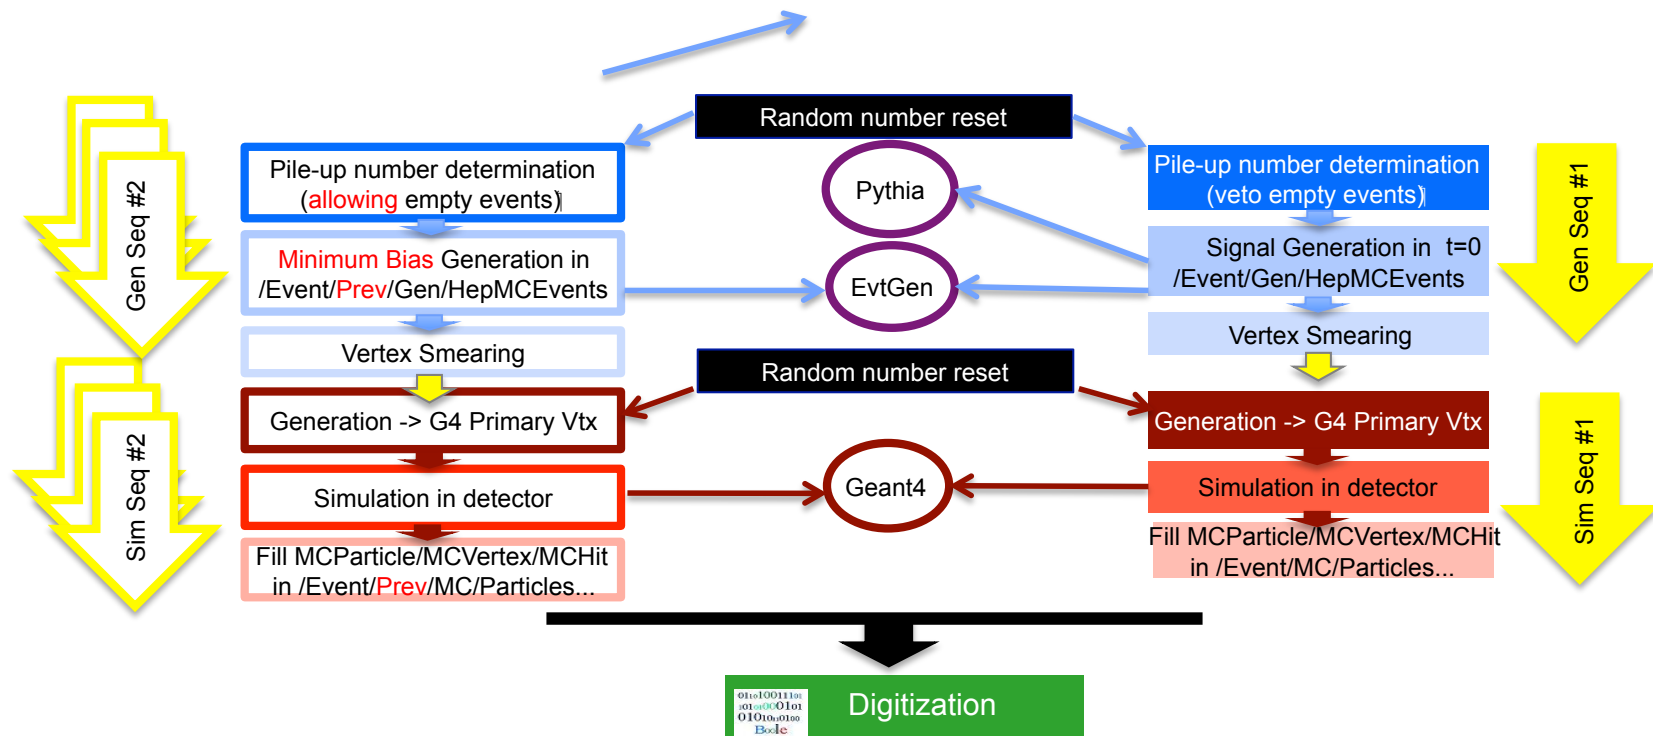 Random number reset
Gen Seq #2
Pile-up number determination
(allowing empty events)
Minimum Bias Generation in
/Event/Prev/Gen/HepMCEvents
Vertex Smearing
Pythia
EvtGen
Pile-up number determination
(veto empty events)
Signal Generation in t=0
/Event/Gen/HepMCEvents
Vertex Smearing
Gen Seq #1
Random number reset
Sim Seq #2
Generation -> G4 Primary Vtx
Simulation in detector
Fill MCParticle/MCVertex/MCHit
in /Event/Prev/MC/Particles...
Geant4
Generation -> G4 Primary Vtx
Simulation in detector
Fill MCParticle/MCVertex/MCHit
in /Event/MC/Particles...
Sim Seq #1
01101001110
Boole
Digitization